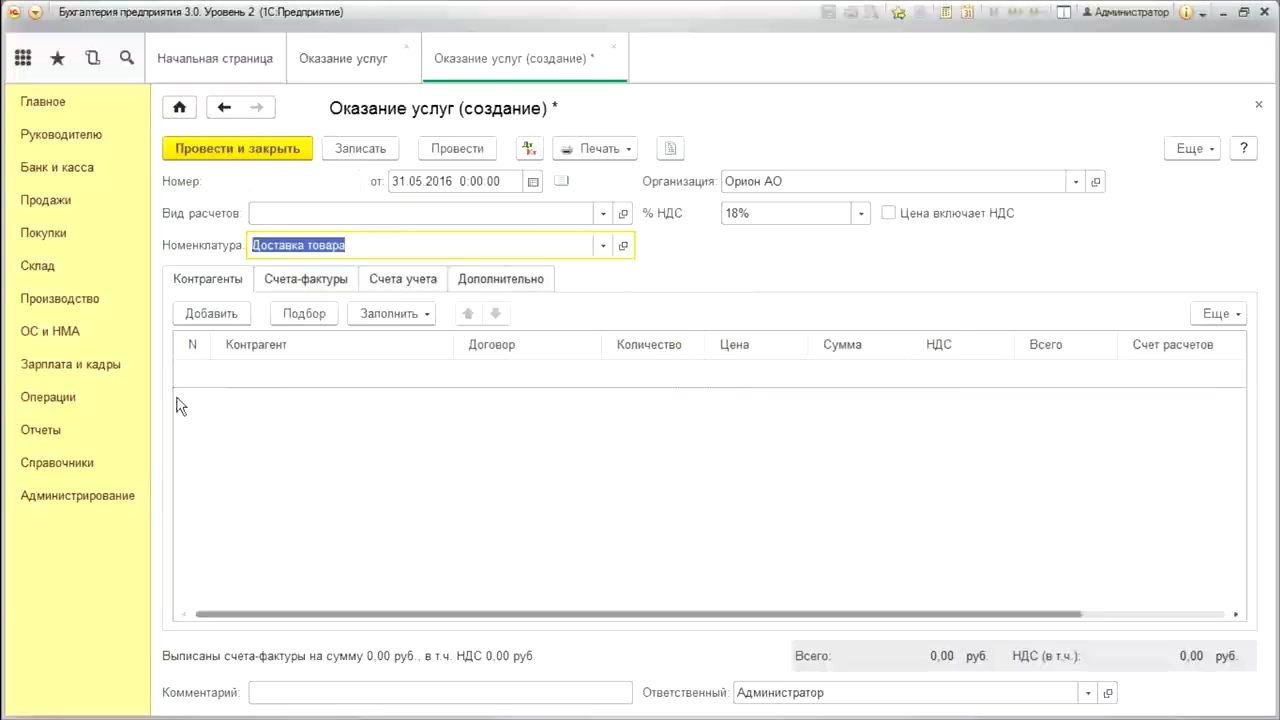 Бухгалтерия предприятия 3.0. Уровень 2 (1С:Предприятие)
Администратор
Начальная страница
Оказание услуг
Оказание услуг (создание) *
Главное
Руководителю
Банк и касса
Продажи
Покупки
Склад
Производство
ОС и НМА
Зарплата и кадры
Операции
Отчеты
Справочники
Администрирование
Оказание услуг (создание) *
Провести и закрыть Записать Провести Дт Кт Печать Еще ?
Номер: от: 31.05.2016 0:00:00 Организация: Орион АО
Вид расчетов: % НДС 18% Цена включает НДС
Номенклатура: Доставка товара
Контрагенты Счета-фактуры Счета учета Дополнительно
Добавить Подбор Заполнить Еще
N Контрагент Договор Количество Цена Сумма НДС Всего Счет расчетов
Выписаны счета-фактуры на сумму 0,00 руб., в т.ч. НДС 0,00 руб Всего: 0,00 руб. НДС (в т.ч.): 0,00 руб.
Комментарий: Ответственный: Администратор